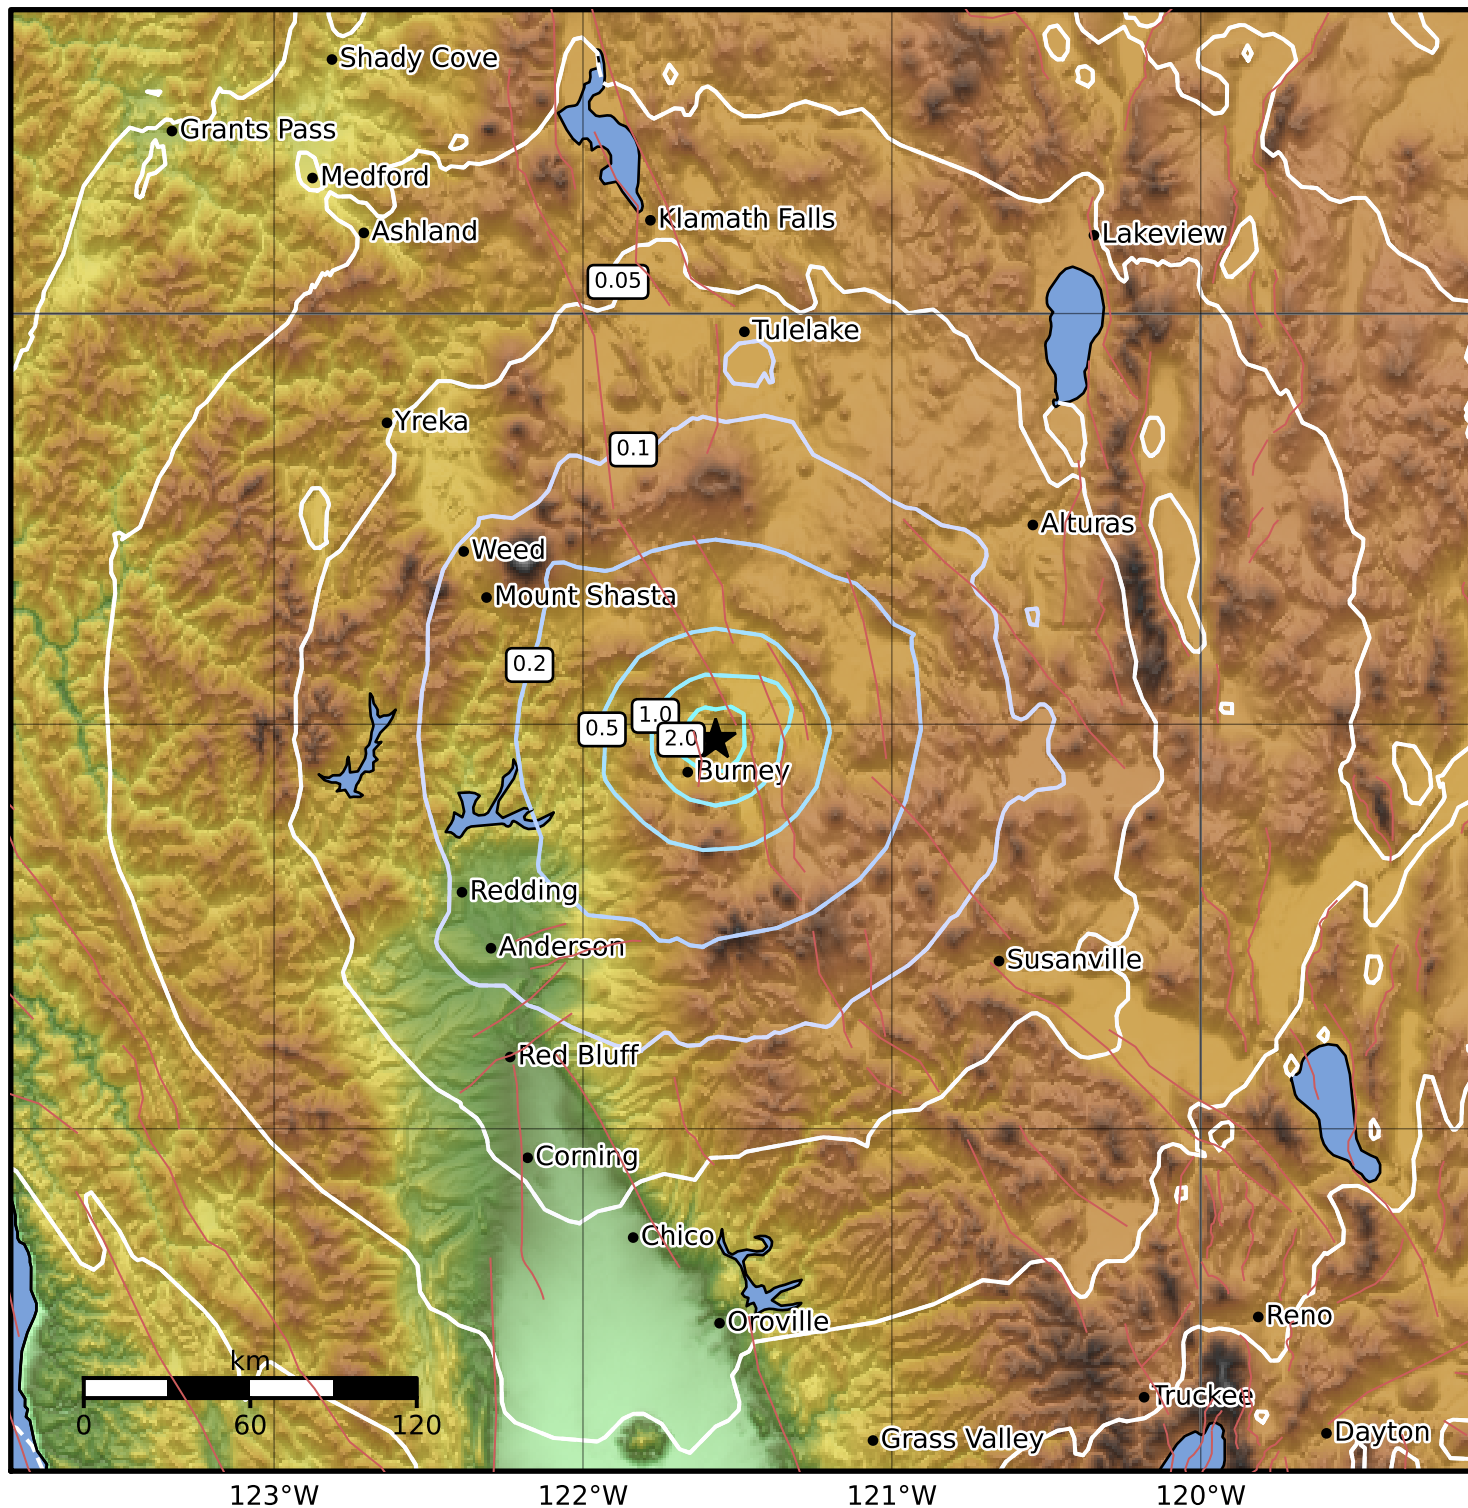 Shady Cove
Grants Pass
Medford
Ashland
Klamath Falls
Lakeview
0.05
Tulelake
Yreka
0.1
Alturas
Weed
Mount Shasta
0.2
1.0
0.5
2.0
Burney
Redding
Anderson
Susanville
Red Bluff
Corning
Chico
Oroville
Reno
km
Truckee
0 60 120
Grass Valley
Dayton
123°W 122°W 121°W 120°W